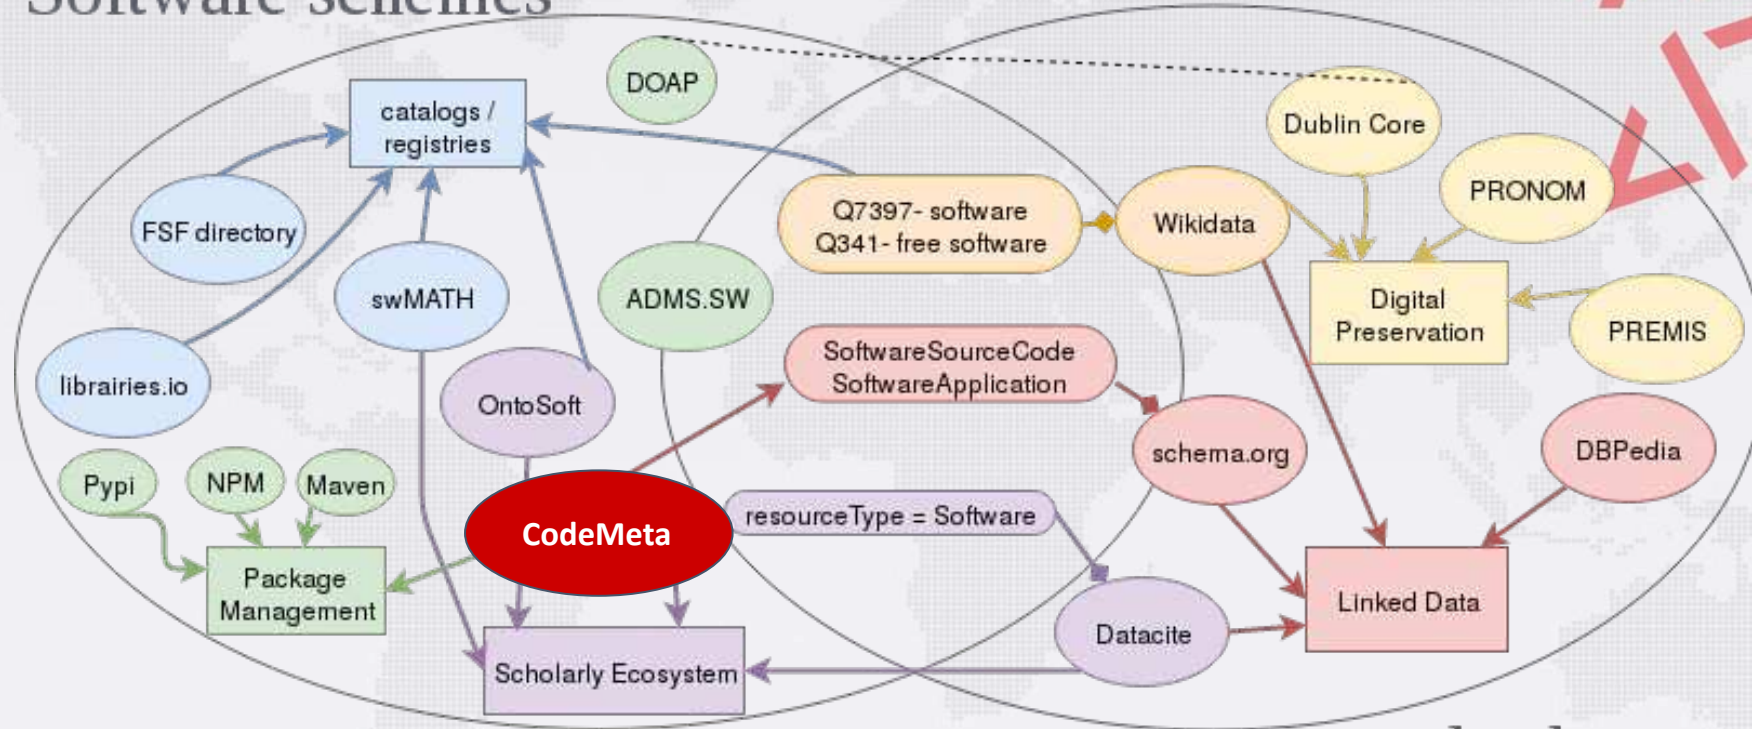 Software schemes
DOAP
catalogs /
registries
Dublin Core
PRONOM
FSF directory
Q7397- software
Q341- free software
Wikidata
swMATH
ADMS.SW
Digital
Preservation
PREMIS
librairies.io
OntoSoft
SoftwareSourceCode
SoftwareApplication
schema.org
DBPedia
Pypi
NPM
Maven
CodeMeta
resourceType = Software
Package
Management
Linked Data
Datacite
Scholarly Ecosystem